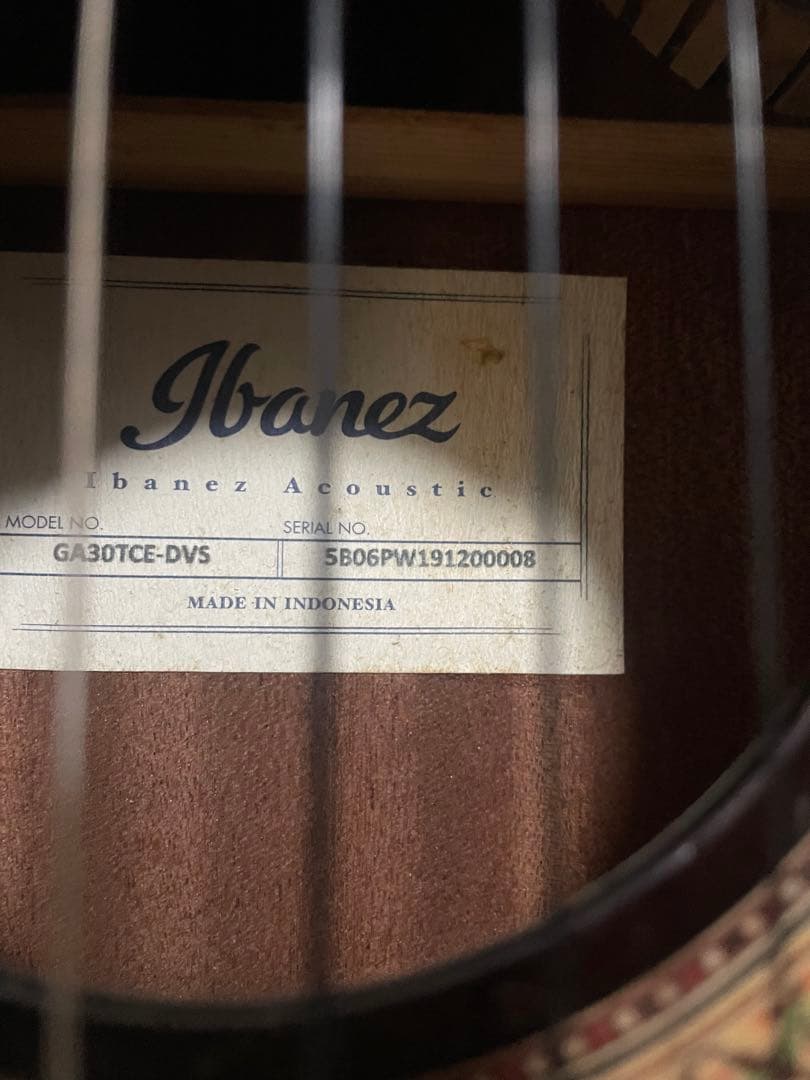 Ibanez
Ibanez Acoustic
MODEL NO. SERIAL NO.
GA30TCE-DVS 5B06PW191200008
MADE IN INDONESIA